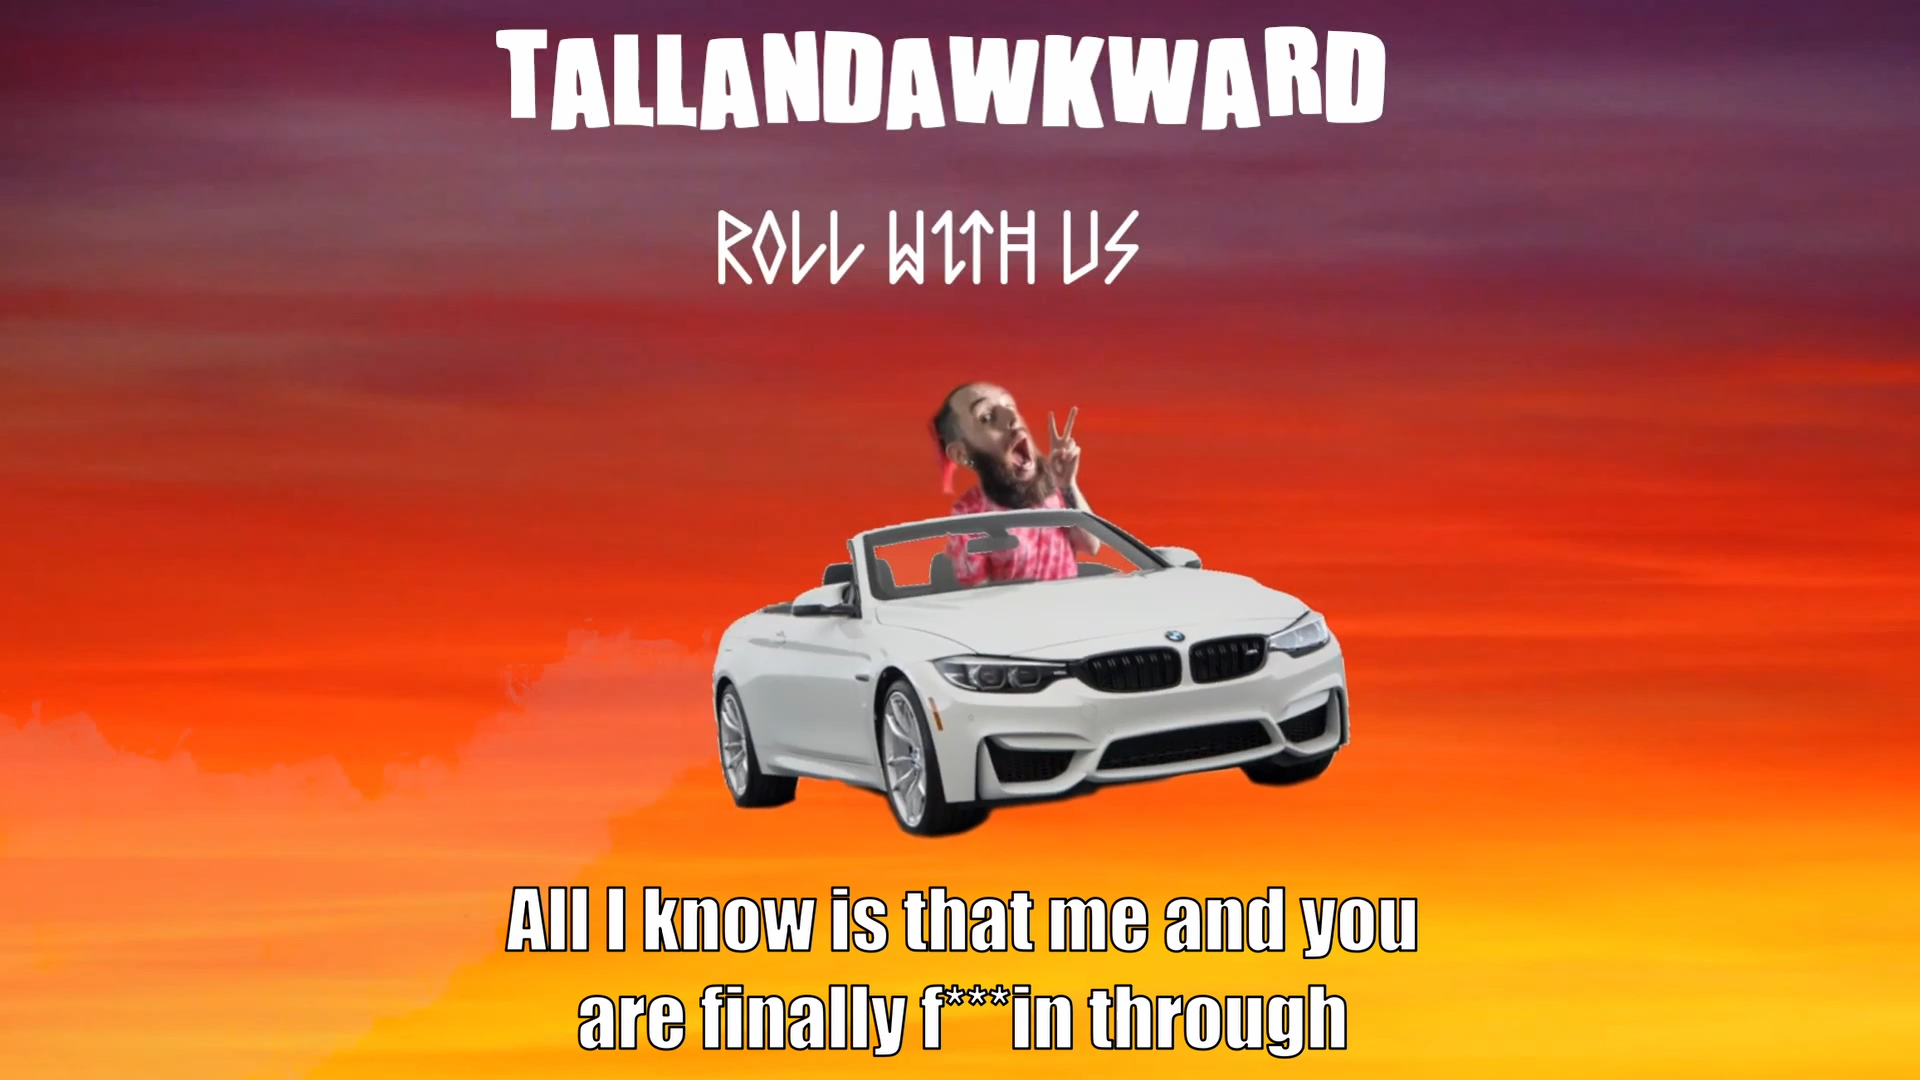 TALLANDAWKWARD
ROLL WITH US
All I know is that me and you
are finally f***in through